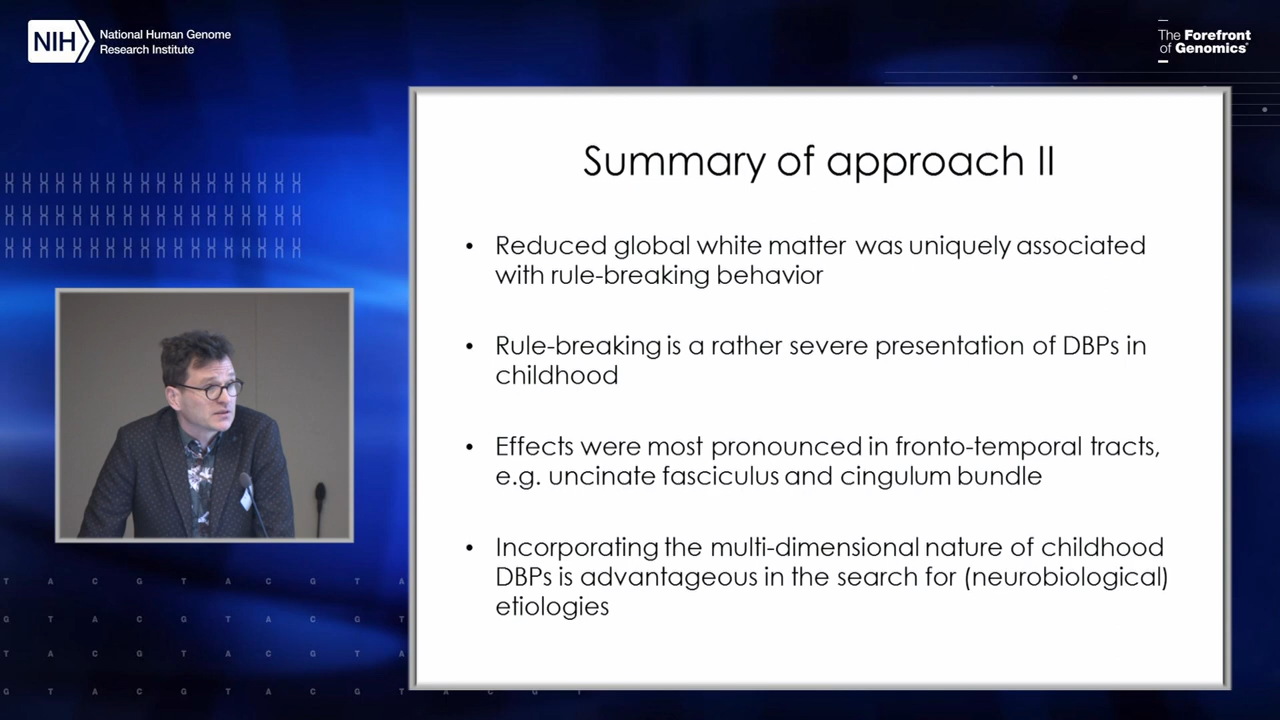 NIH
National Human Genome
Research Institute
The Forefront
of Genomics®
Summary of approach II
• Reduced global white matter was uniquely associated
with rule-breaking behavior
• Rule-breaking is a rather severe presentation of DBPs in
childhood
• Effects were most pronounced in fronto-temporal tracts,
e.g. uncinate fasciculus and cingulum bundle
• Incorporating the multi-dimensional nature of childhood
DBPs is advantageous in the search for (neurobiological)
etiologies
T A C G T A C G T A
G T A C G T A C G
T A C G T A C G T A
G T A C G T A C G T A C G T